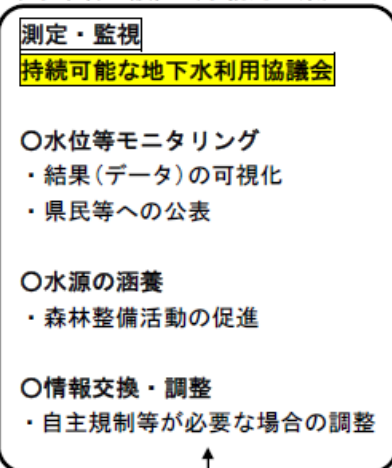 測定・監視
持続可能な地下水利用協議会
○水位等モニタリング
・結果(データ)の可視化
・県民等への公表
○水源の涵養
・森林整備活動の促進
○情報交換・調整
・自主規制等が必要な場合の調整